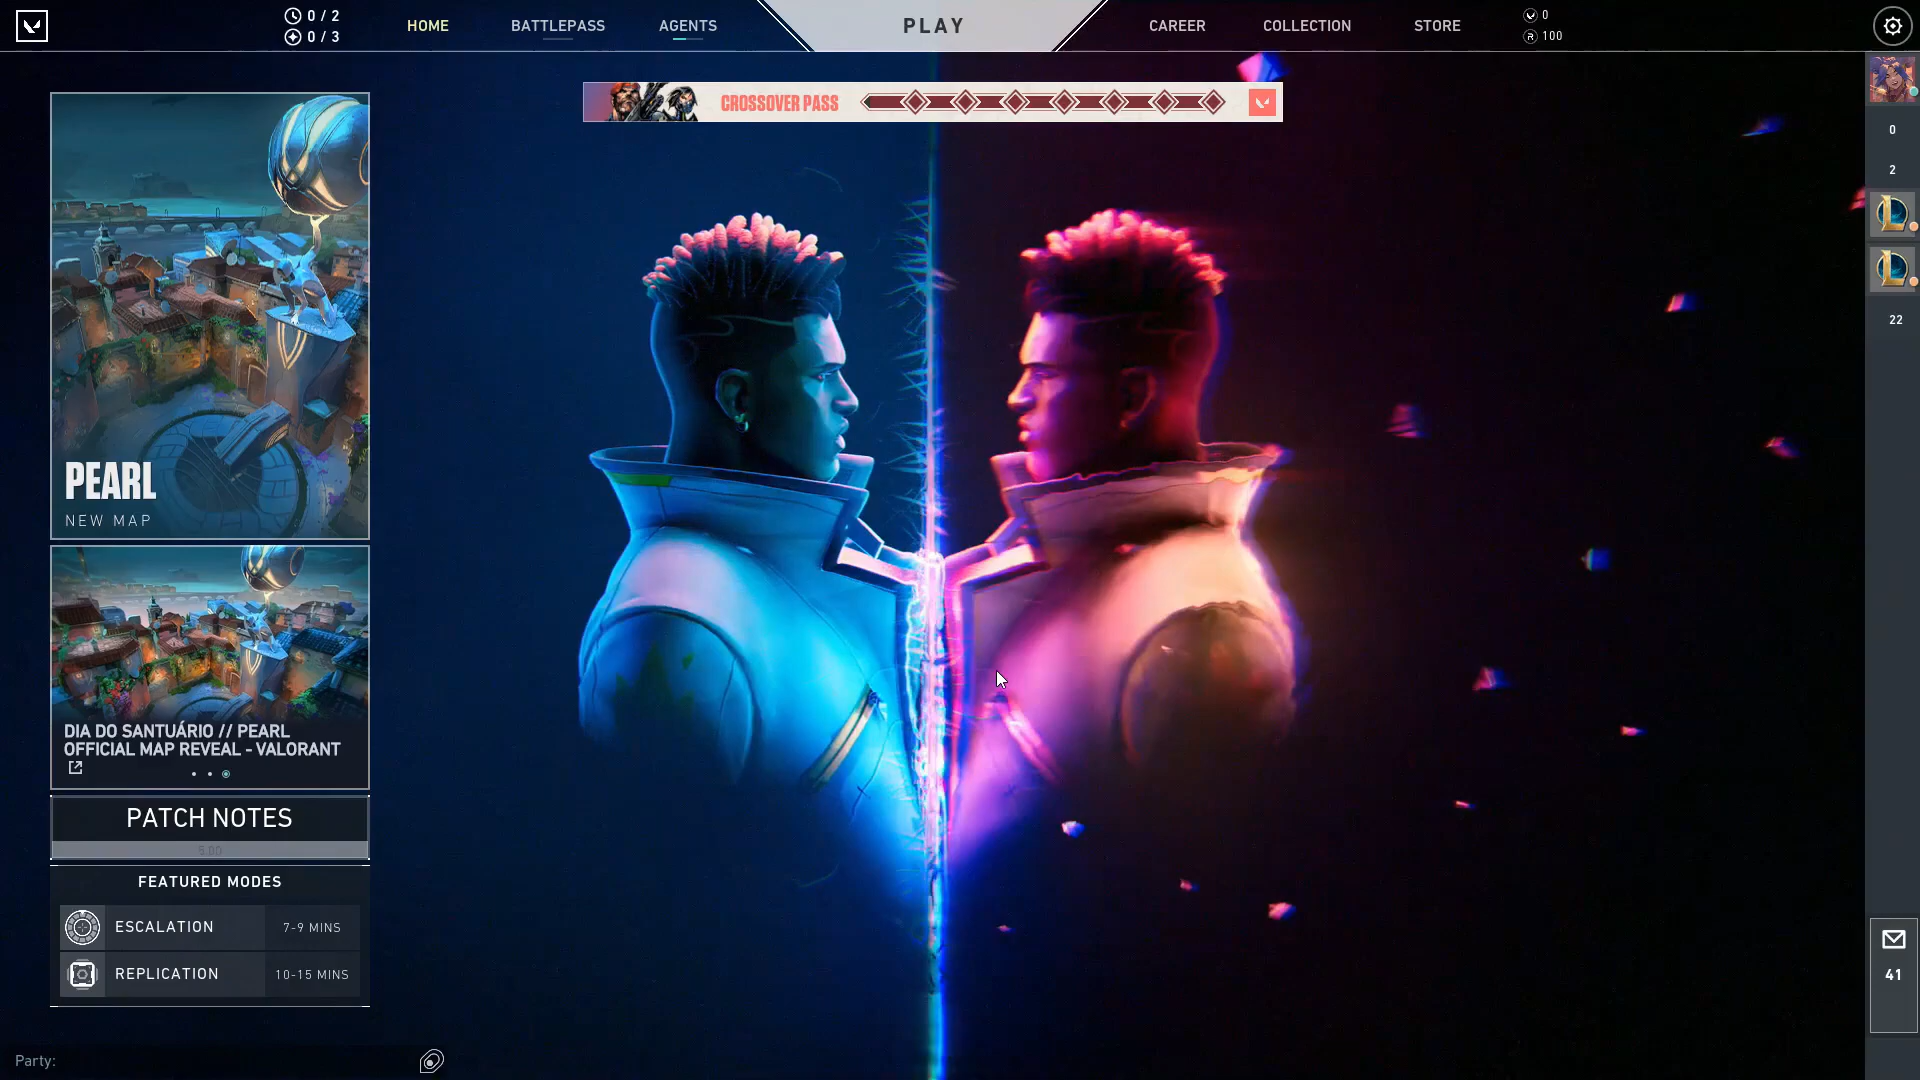 0 / 2
0 / 3
HOME
BATTLEPASS
AGENTS
PLAY
CAREER
COLLECTION
STORE
0
100
CROSSOVER PASS
0
2
22
PEARL
NEW MAP
DIA DO SANTUÁRIO // PEARL
OFFICIAL MAP REVEAL - VALORANT
PATCH NOTES
5.00
FEATURED MODES
ESCALATION
7-9 MINS
REPLICATION
10-15 MINS
41
Party: